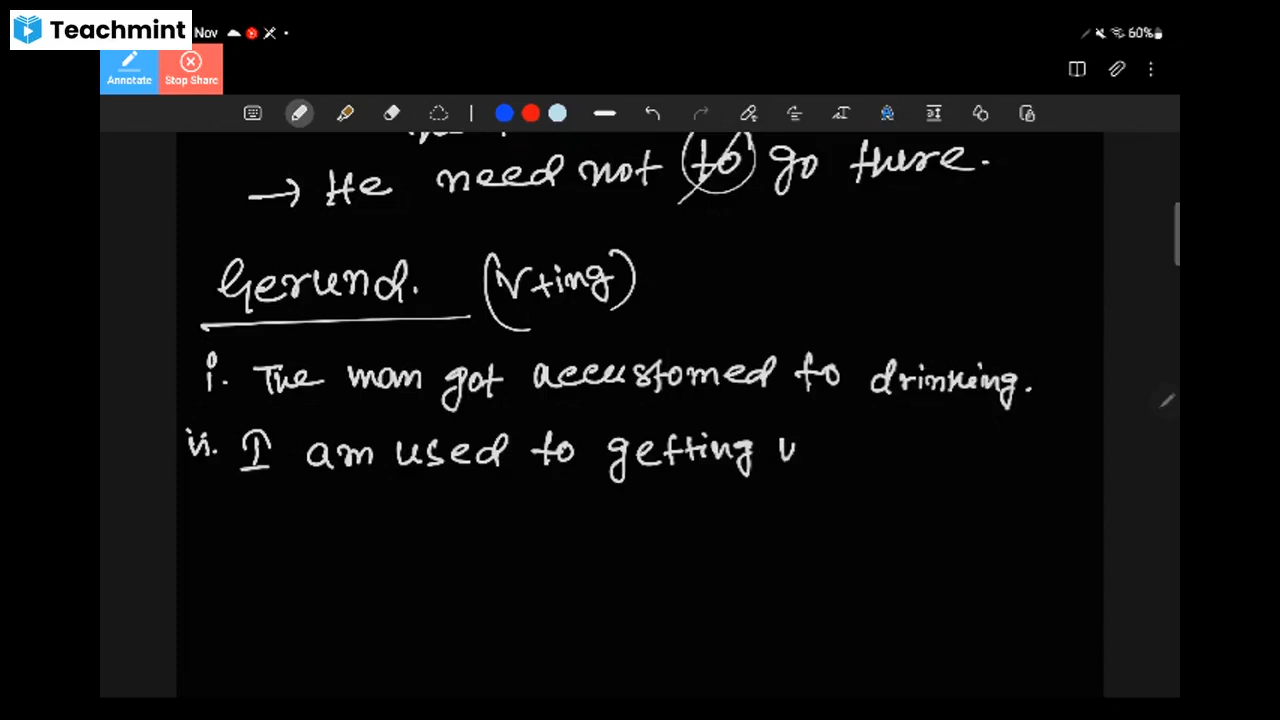 Teachmint
Nov
60%
Annotate
Stop Share
→ He need not to go there.
Gerund. (V+ing)
i. The man got accustomed to drinking.
ii. I am used to getting